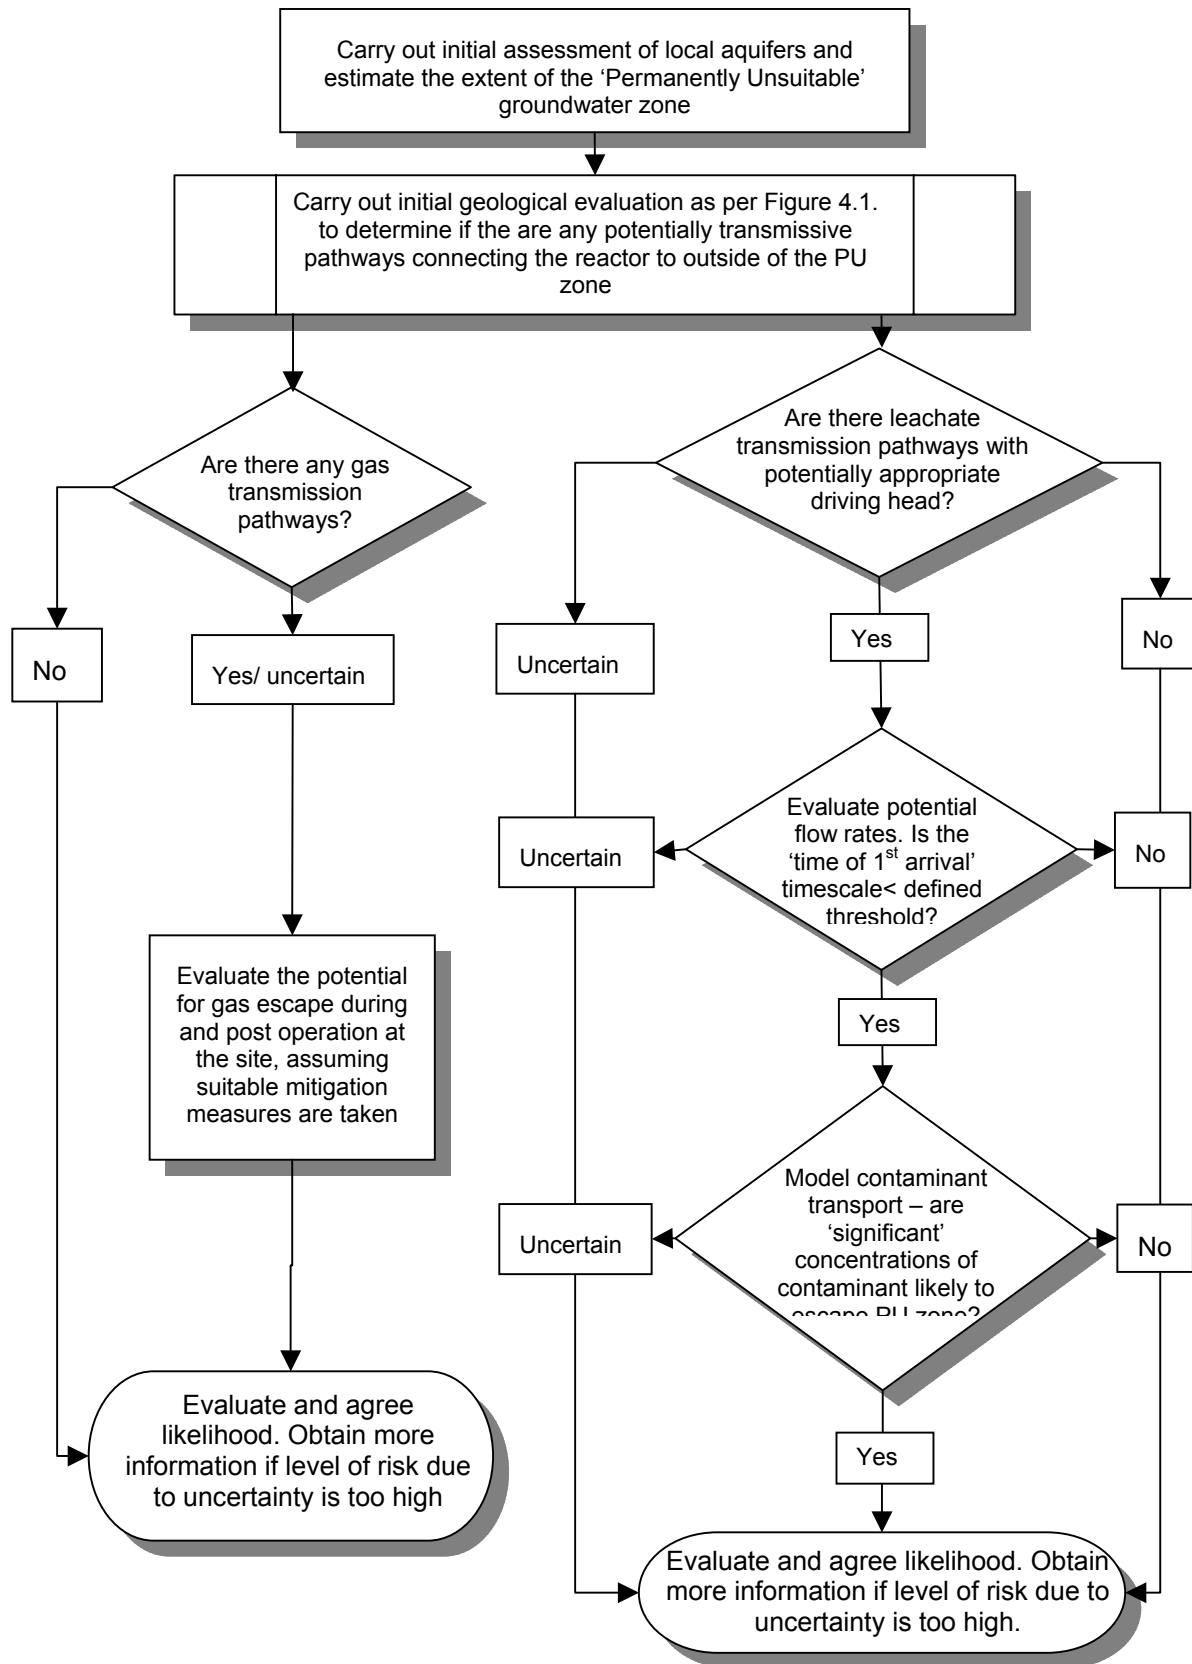 Carry out initial assessment of local aquifers and
estimate the extent of the ‘Permanently Unsuitable’
groundwater zone
Carry out initial geological evaluation as per Figure 4.1.
to determine if the are any potentially transmissive
pathways connecting the reactor to outside of the PU
zone
Are there any gas
transmission
pathways?
No
Yes/ uncertain
Evaluate the potential
for gas escape during
and post operation at
the site, assuming
suitable mitigation
measures are taken
Evaluate and agree
likelihood. Obtain more
information if level of risk due
to uncertainty is too high
Are there leachate
transmission pathways with
potentially appropriate
driving head?
Uncertain
Yes
No
Evaluate potential
flow rates. Is the
‘time of 1st arrival’
timescale< defined
threshold?
Uncertain
No
Yes
Model contaminant
transport – are
‘significant’
concentrations of
contaminant likely to
escape PU zone?
Uncertain
No
Yes
Evaluate and agree likelihood. Obtain
more information if level of risk due to
uncertainty is too high.